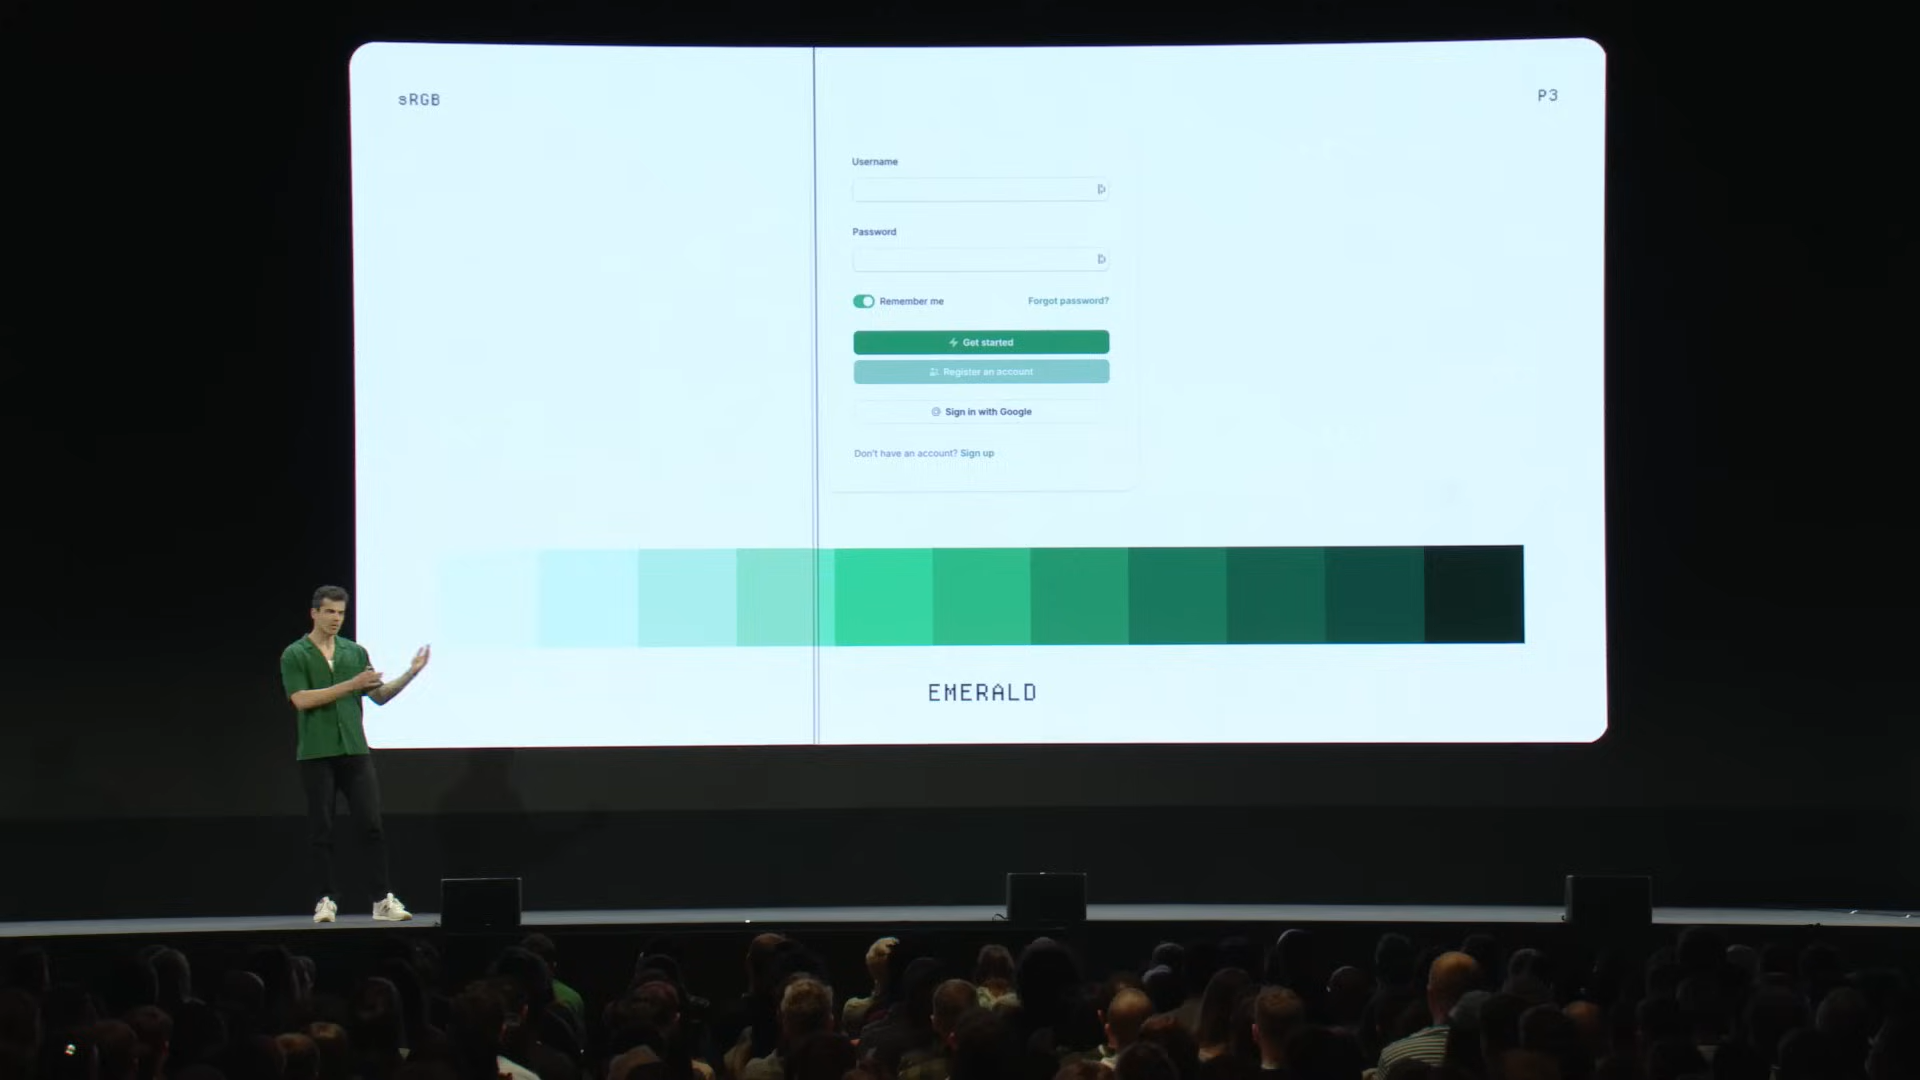 sRGB
P3
Username
Password
Remember me
Forgot password?
Get started
Register an account
Sign in with Google
Don't have an account? Sign up
EMERALD